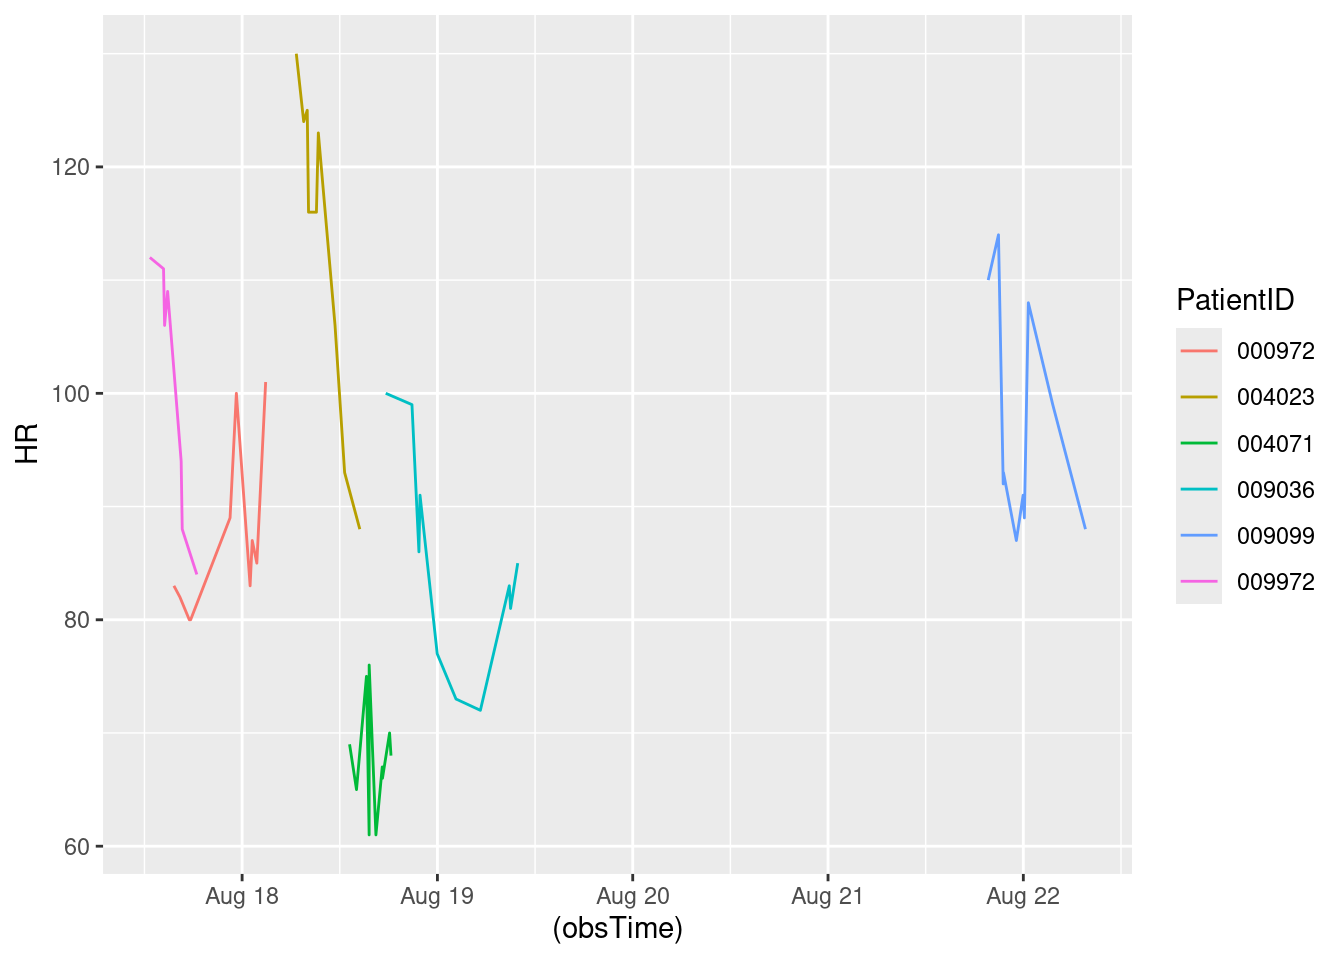 HR
120
100
80
60
Aug 18
Aug 19
Aug 20
Aug 21
Aug 22
(obsTime)
PatientID
000972
004023
004071
009036
009099
009972